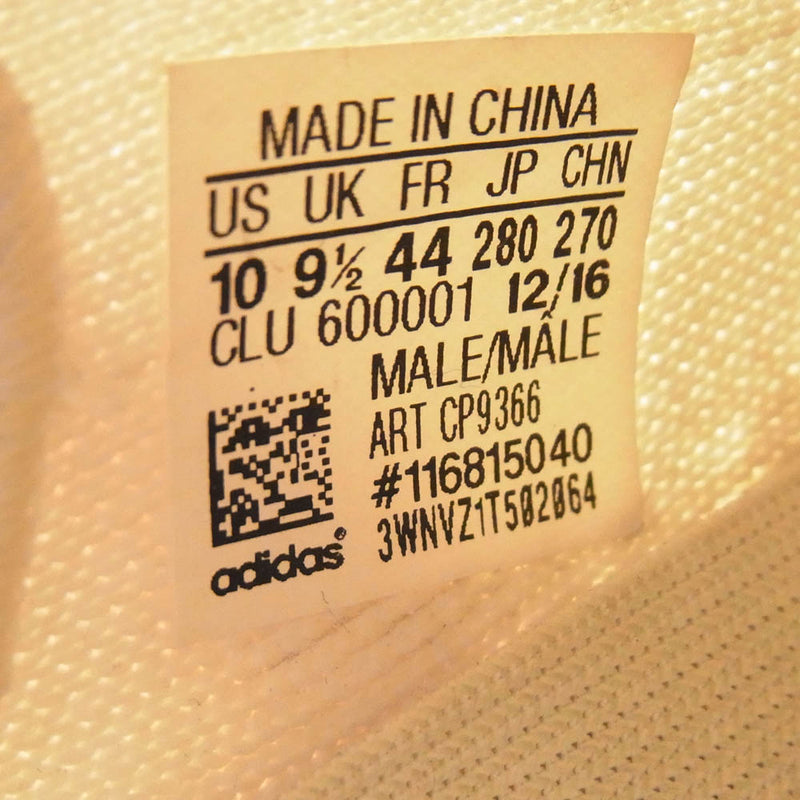 MADE IN CHINA
US UK FR JP CHN
10 9½ 44 280 270
CLU 600001 12/16
MALE/MÂLE
ART CP9366
#116815040
3WNVZ1T502064
adidas®